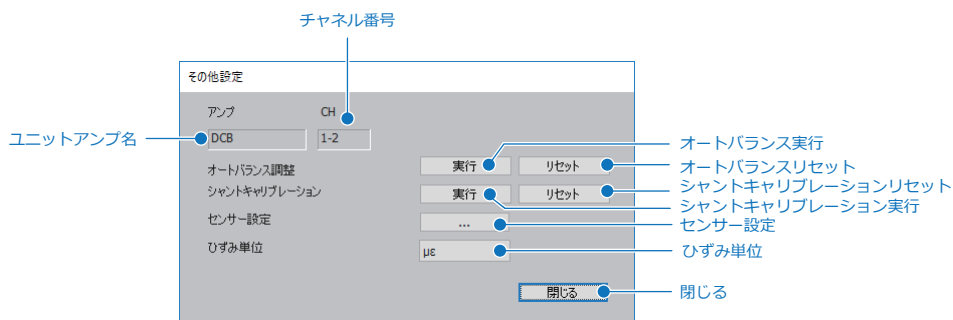 チャネル番号
その他設定
アンプ CH
ユニットアンプ名
DCB 1-2
オートバランス実行
オートバランス調整 実行 リセット
オートバランスリセット
シャントキャリブレーションリセット
シャントキャリブレーション 実行 リセット
シャントキャリブレーション実行
センサー設定 ...
センサー設定
ひずみ単位 με
ひずみ単位
閉じる
閉じる